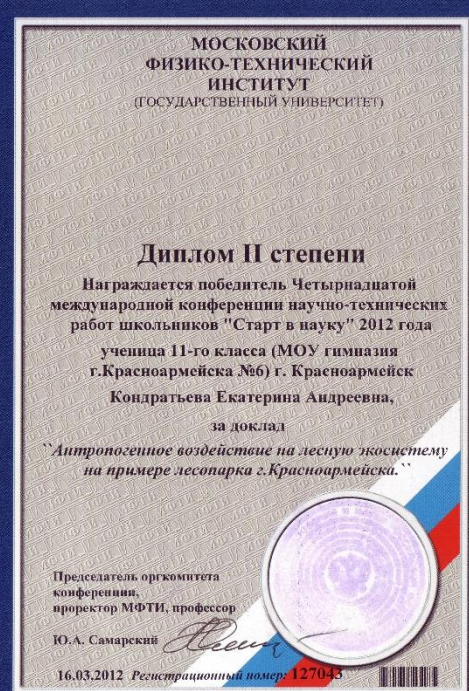 МОСКОВСКИЙ
ФИЗИКО-ТЕХНИЧЕСКИЙ
ИНСТИТУТ
(ГОСУДАРСТВЕННЫЙ УНИВЕРСИТЕТ)
Диплом II степени
Награждается победитель Четырнадцатой
международной конференции научно-технических
работ школьников "Старт в науку" 2012 года
ученица 11-го класса (МОУ гимназия
г.Красноармейска №6) г. Красноармейск
Кондратьева Екатерина Андреевна,
за доклад
``Антропогенное воздействие на лесную экосистему
на примере лесопарка г.Красноармейска.``
Председатель оргкомитета
конференции,
проректор МФТИ, профессор
Ю.А. Самарский
16.03.2012 Регистрационный номер: 127043